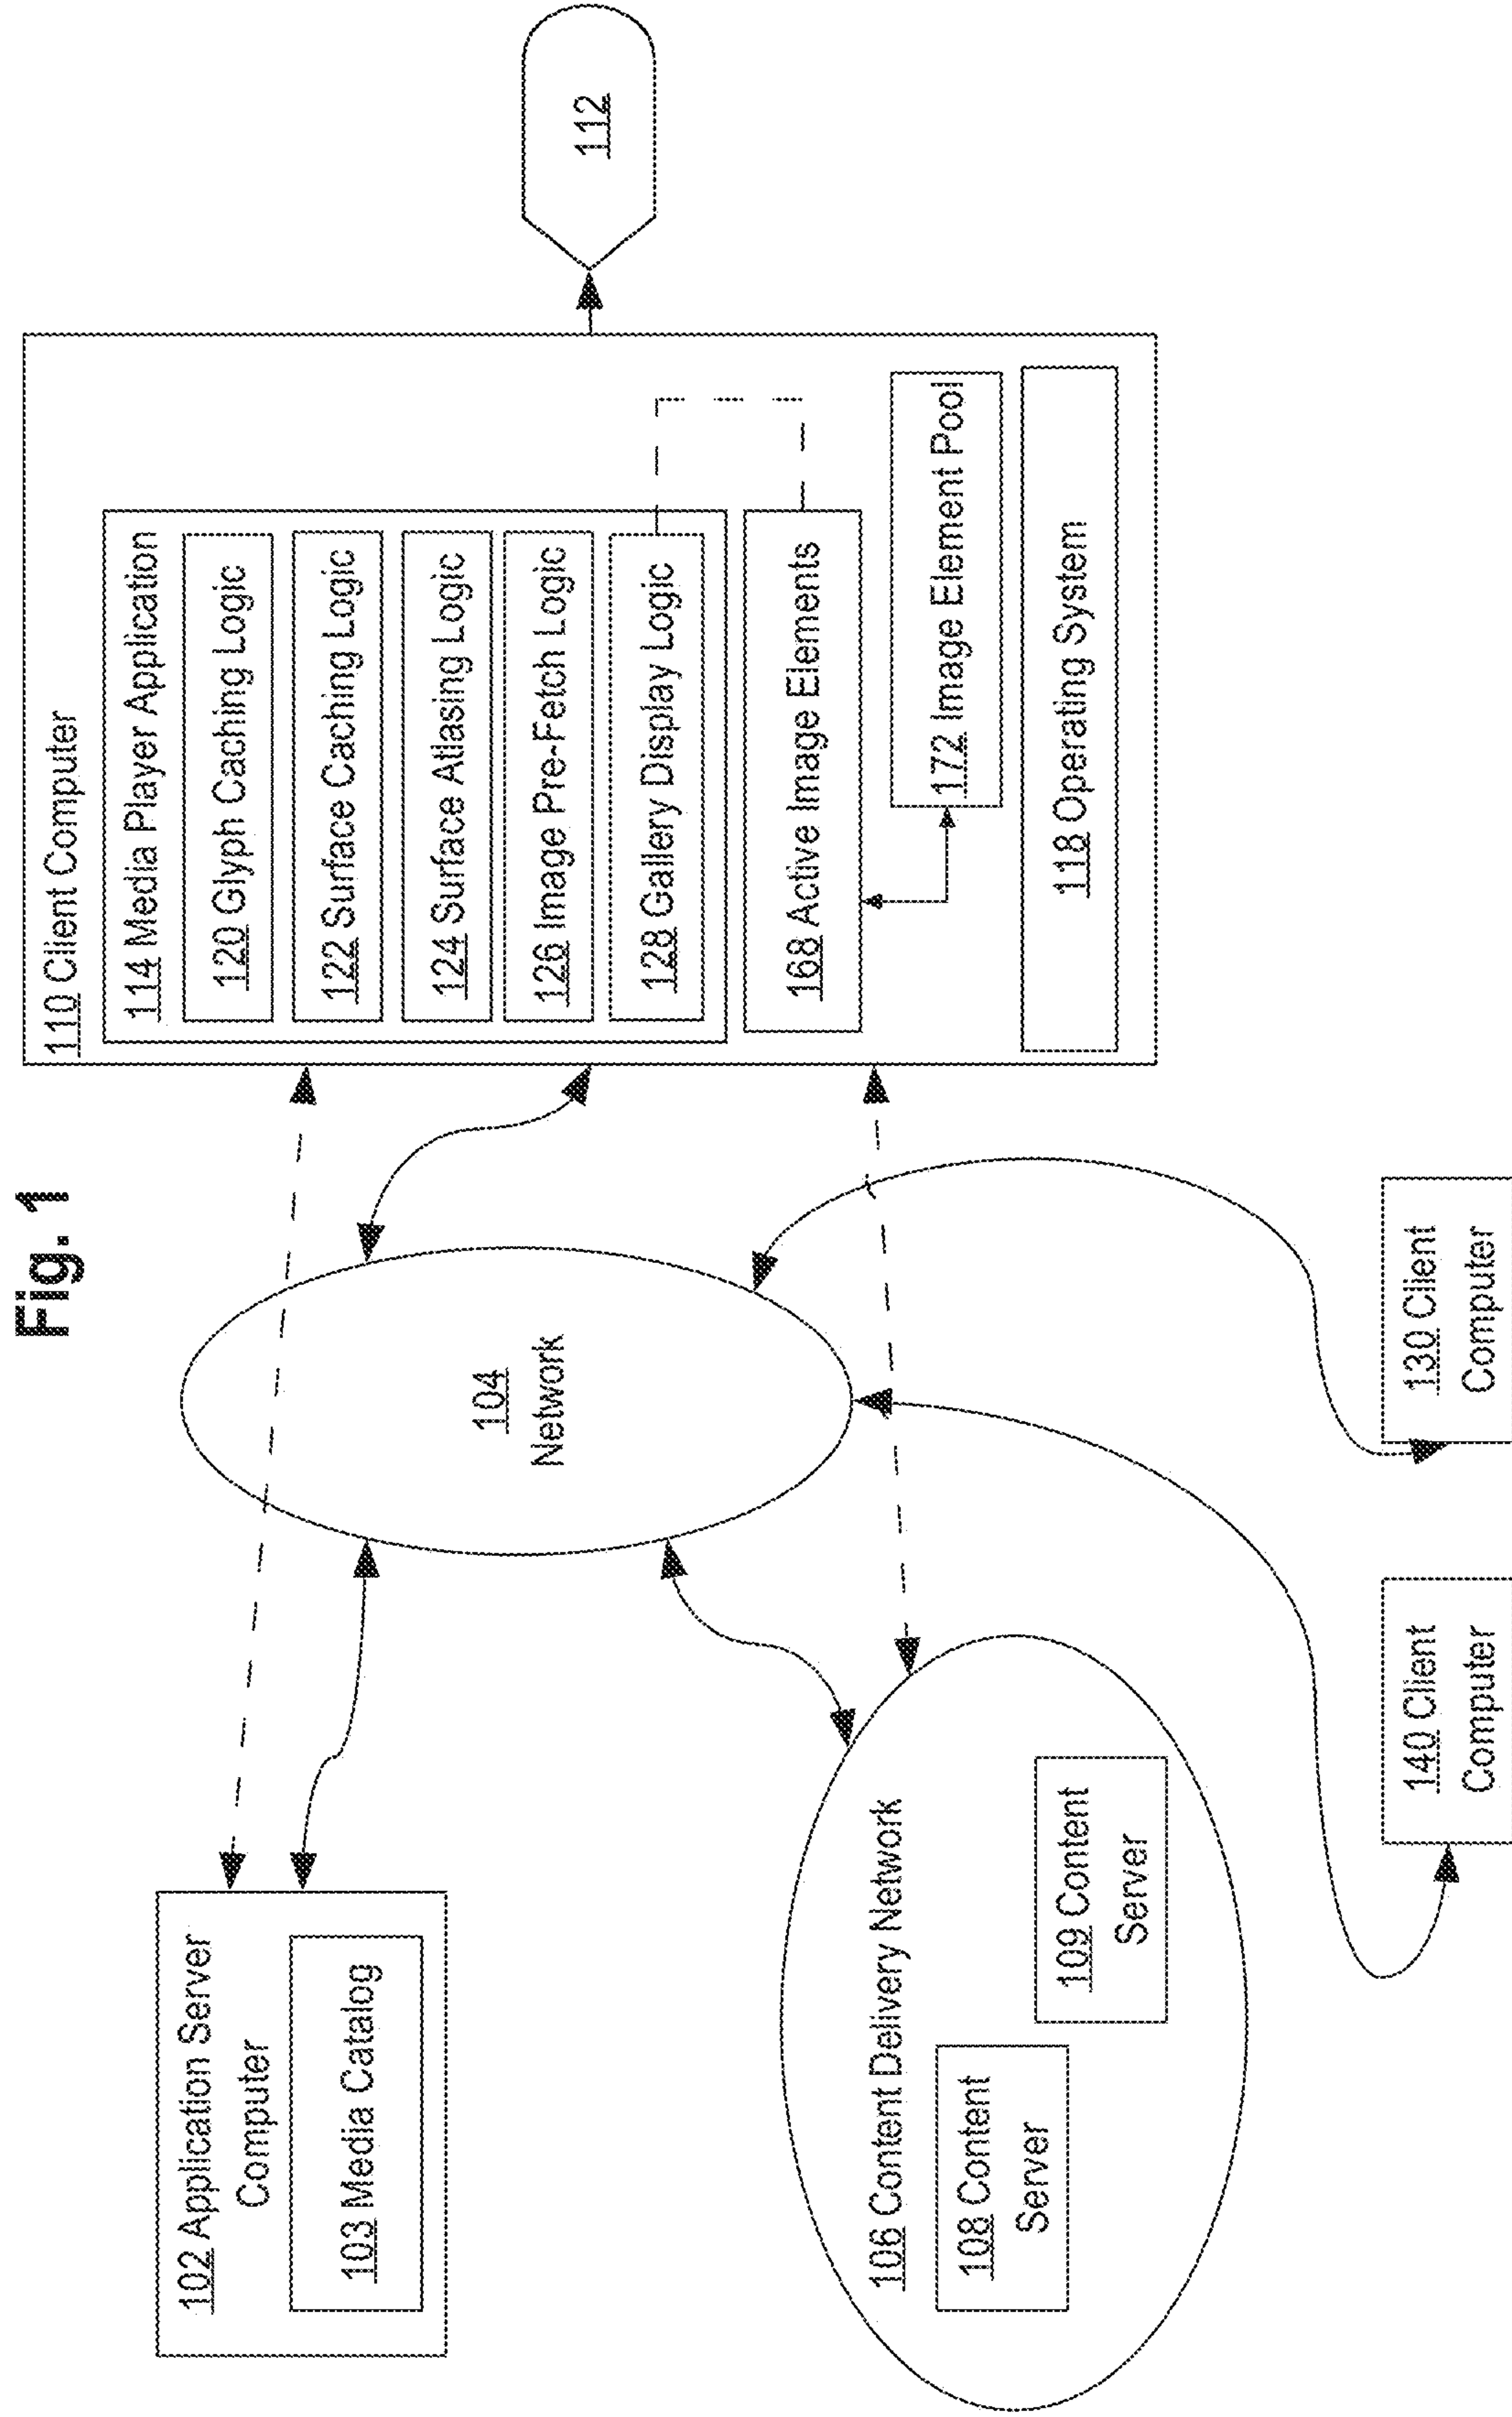 Fig. 1
102 Application Server
Computer
103 Media Catalog
104
Network
106 Content Delivery Network
108 Content
Server
109 Content
Server
110 Client Computer
114 Media Player Application
120 Glyph Caching Logic
122 Surface Caching Logic
124 Surface Atlasing Logic
126 Image Pre-Fetch Logic
128 Gallery Display Logic
168 Active Image Elements
172 Image Element Pool
118 Operating System
112
140 Client
Computer
130 Client
Computer